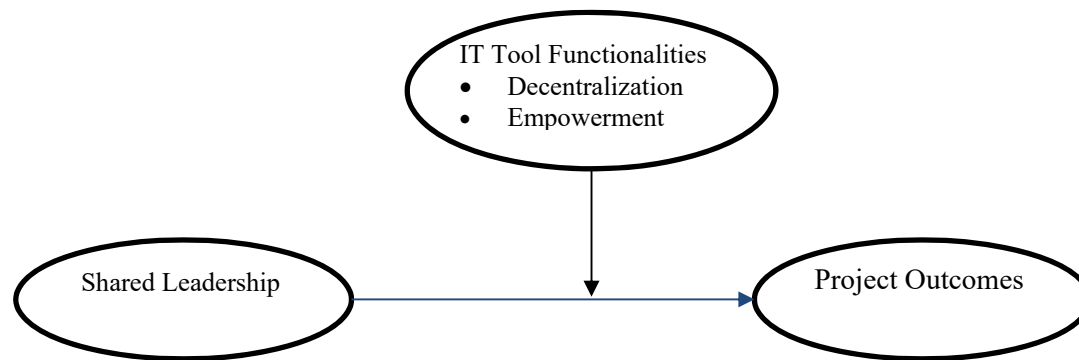 IT Tool Functionalities
• Decentralization
• Empowerment
Shared Leadership
Project Outcomes